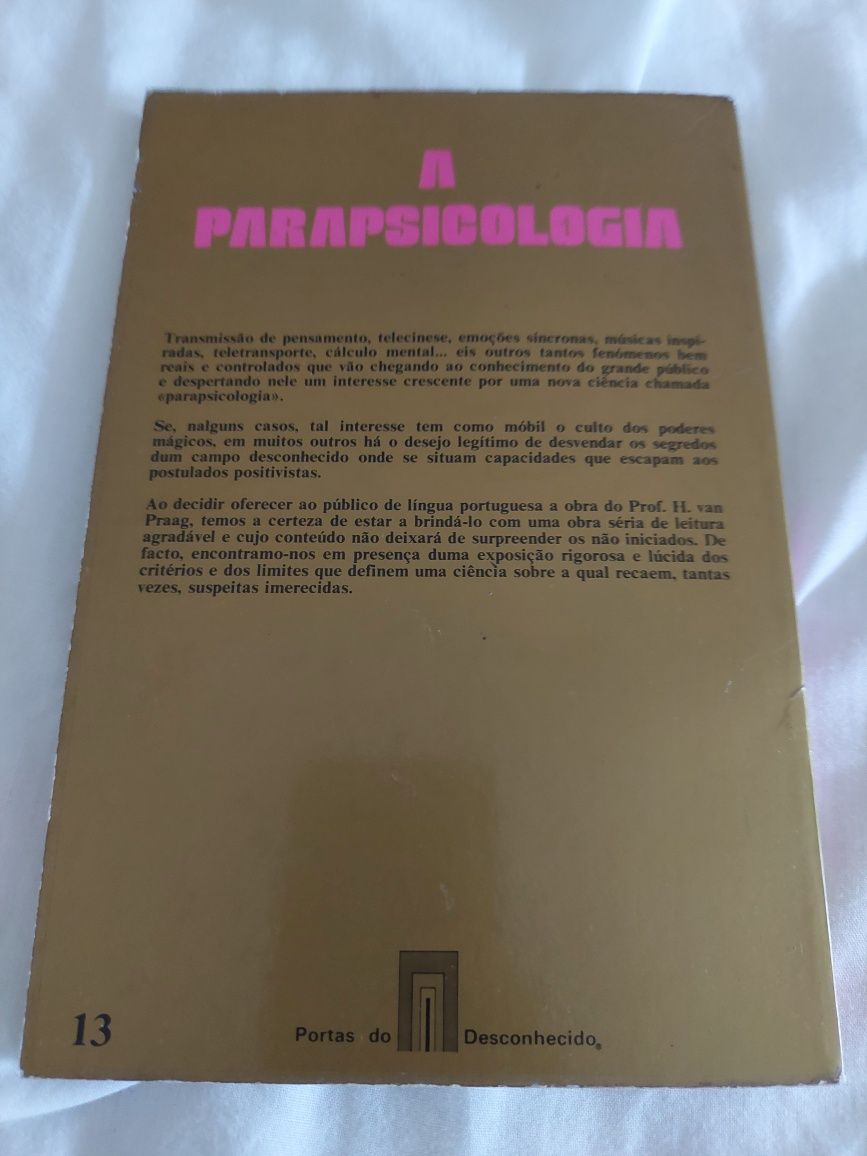 A
PARAPSICOLOGIA
Transmissão de pensamento, telecinese, emoções síncronas, músicas inspi-
radas, teletransporte, cálculo mental... eis outros tantos fenómenos bem
reais e controlados que vão chegando ao conhecimento do grande público
e despertando nele um interesse crescente por uma nova ciência chamada
«parapsicologia».
Se, nalguns casos, tal interesse tem como móbil o culto dos poderes
mágicos, em muitos outros há o desejo legítimo de desvendar os segredos
dum campo desconhecido onde se situam capacidades que escapam aos
postulados positivistas.
Ao decidir oferecer ao público de língua portuguesa a obra do Prof. H. van
Praag, temos a certeza de estar a brindá-lo com uma obra séria de leitura
agradável e cujo conteúdo não deixará de surpreender os não iniciados. De
facto, encontramo-nos em presença duma exposição rigorosa e lúcida dos
critérios e dos limites que definem uma ciência sobre a qual recaem, tantas
vezes, suspeitas imerecidas.
13
Portas do Desconhecido®